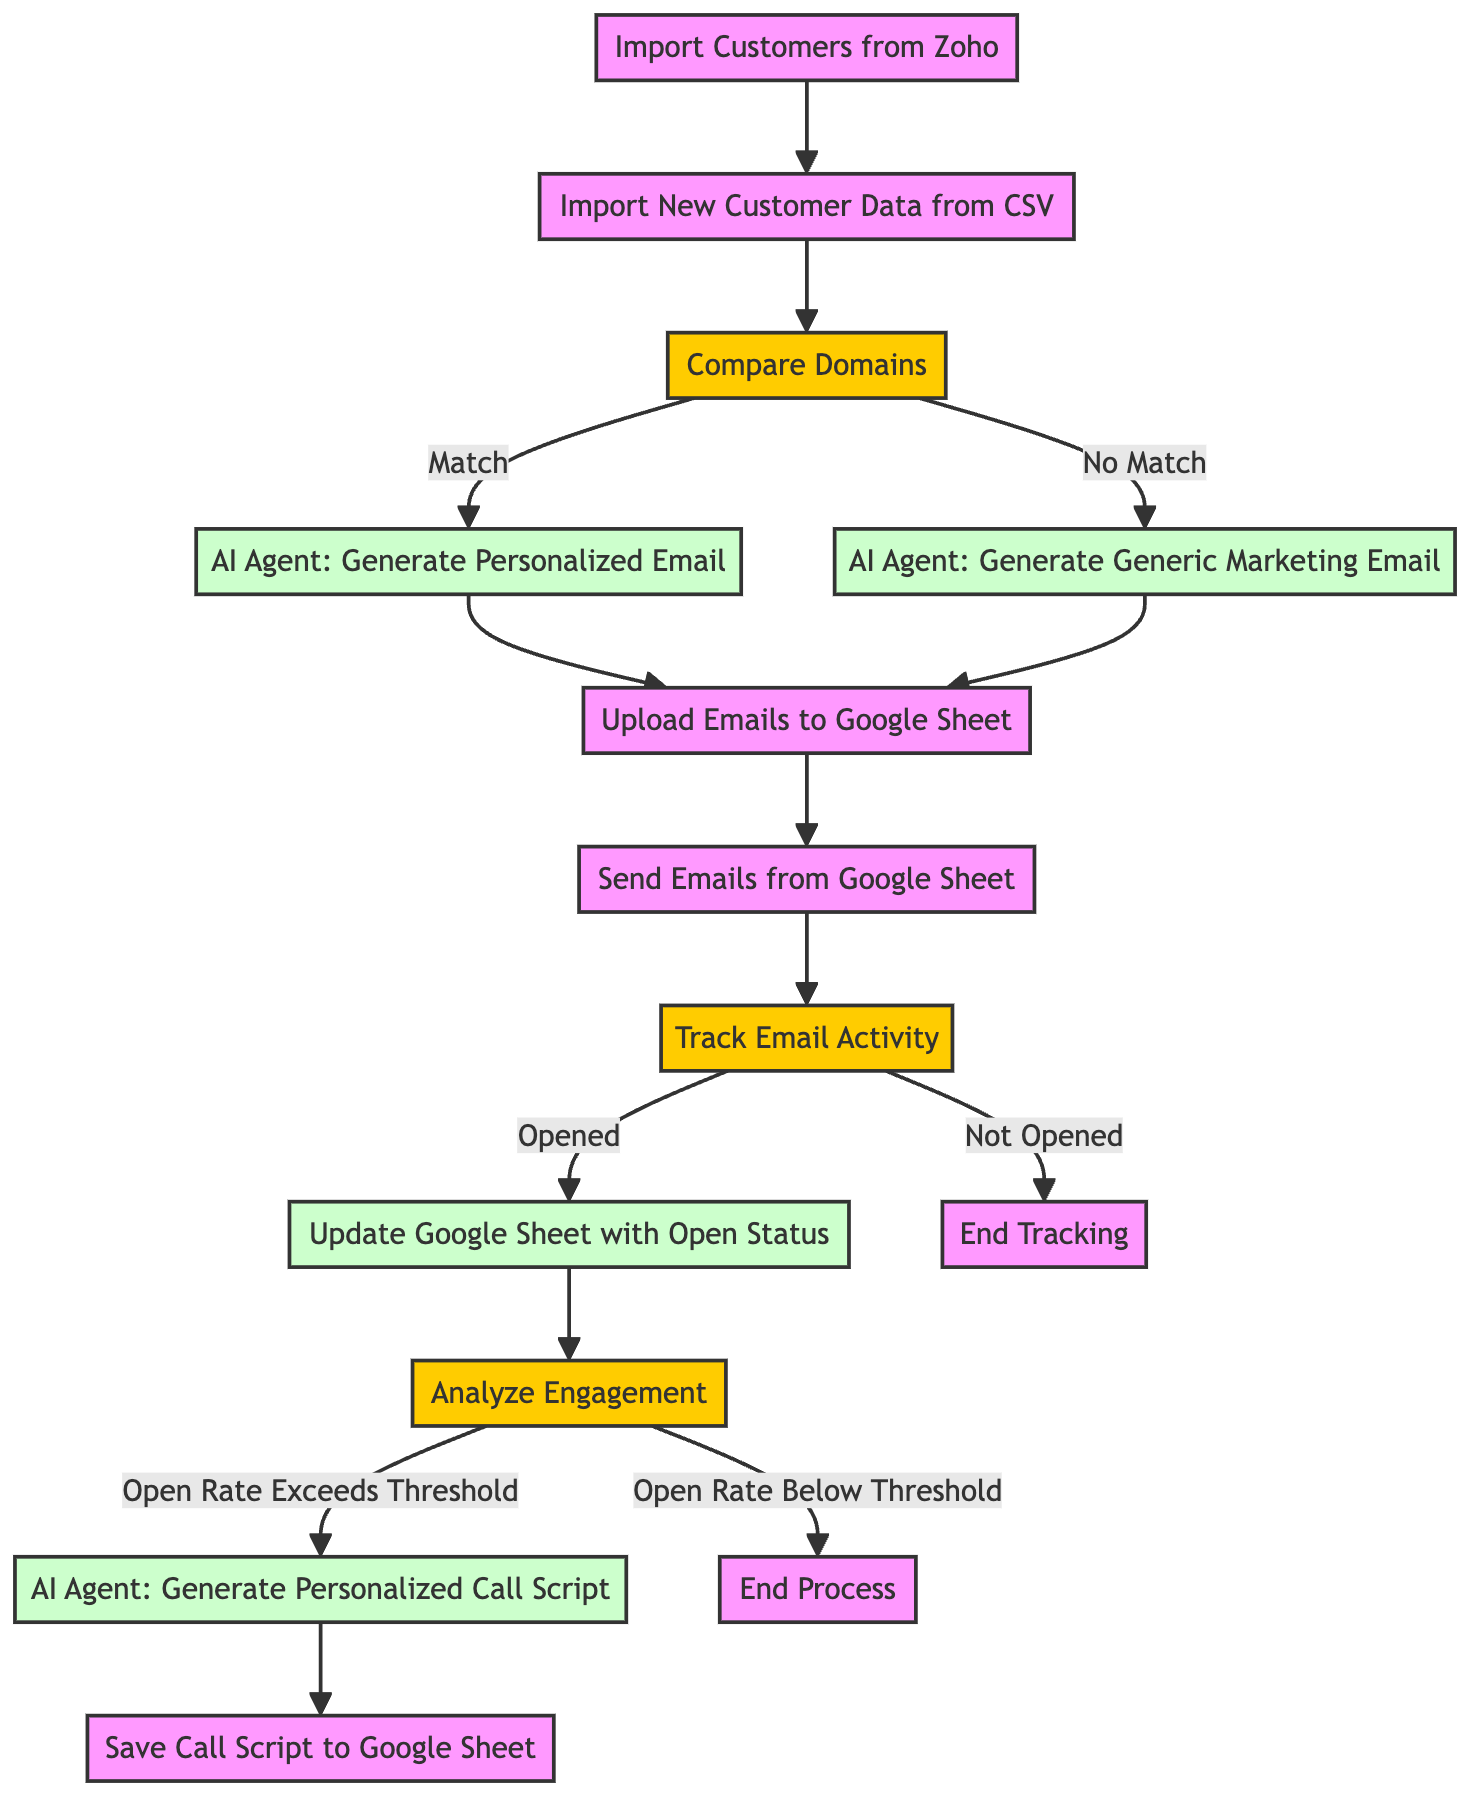 Import Customers from Zoho
Import New Customer Data from CSV
Compare Domains
Match
No Match
AI Agent: Generate Personalized Email
AI Agent: Generate Generic Marketing Email
Upload Emails to Google Sheet
Send Emails from Google Sheet
Track Email Activity
Opened
Not Opened
Update Google Sheet with Open Status
End Tracking
Analyze Engagement
Open Rate Exceeds Threshold
Open Rate Below Threshold
AI Agent: Generate Personalized Call Script
End Process
Save Call Script to Google Sheet